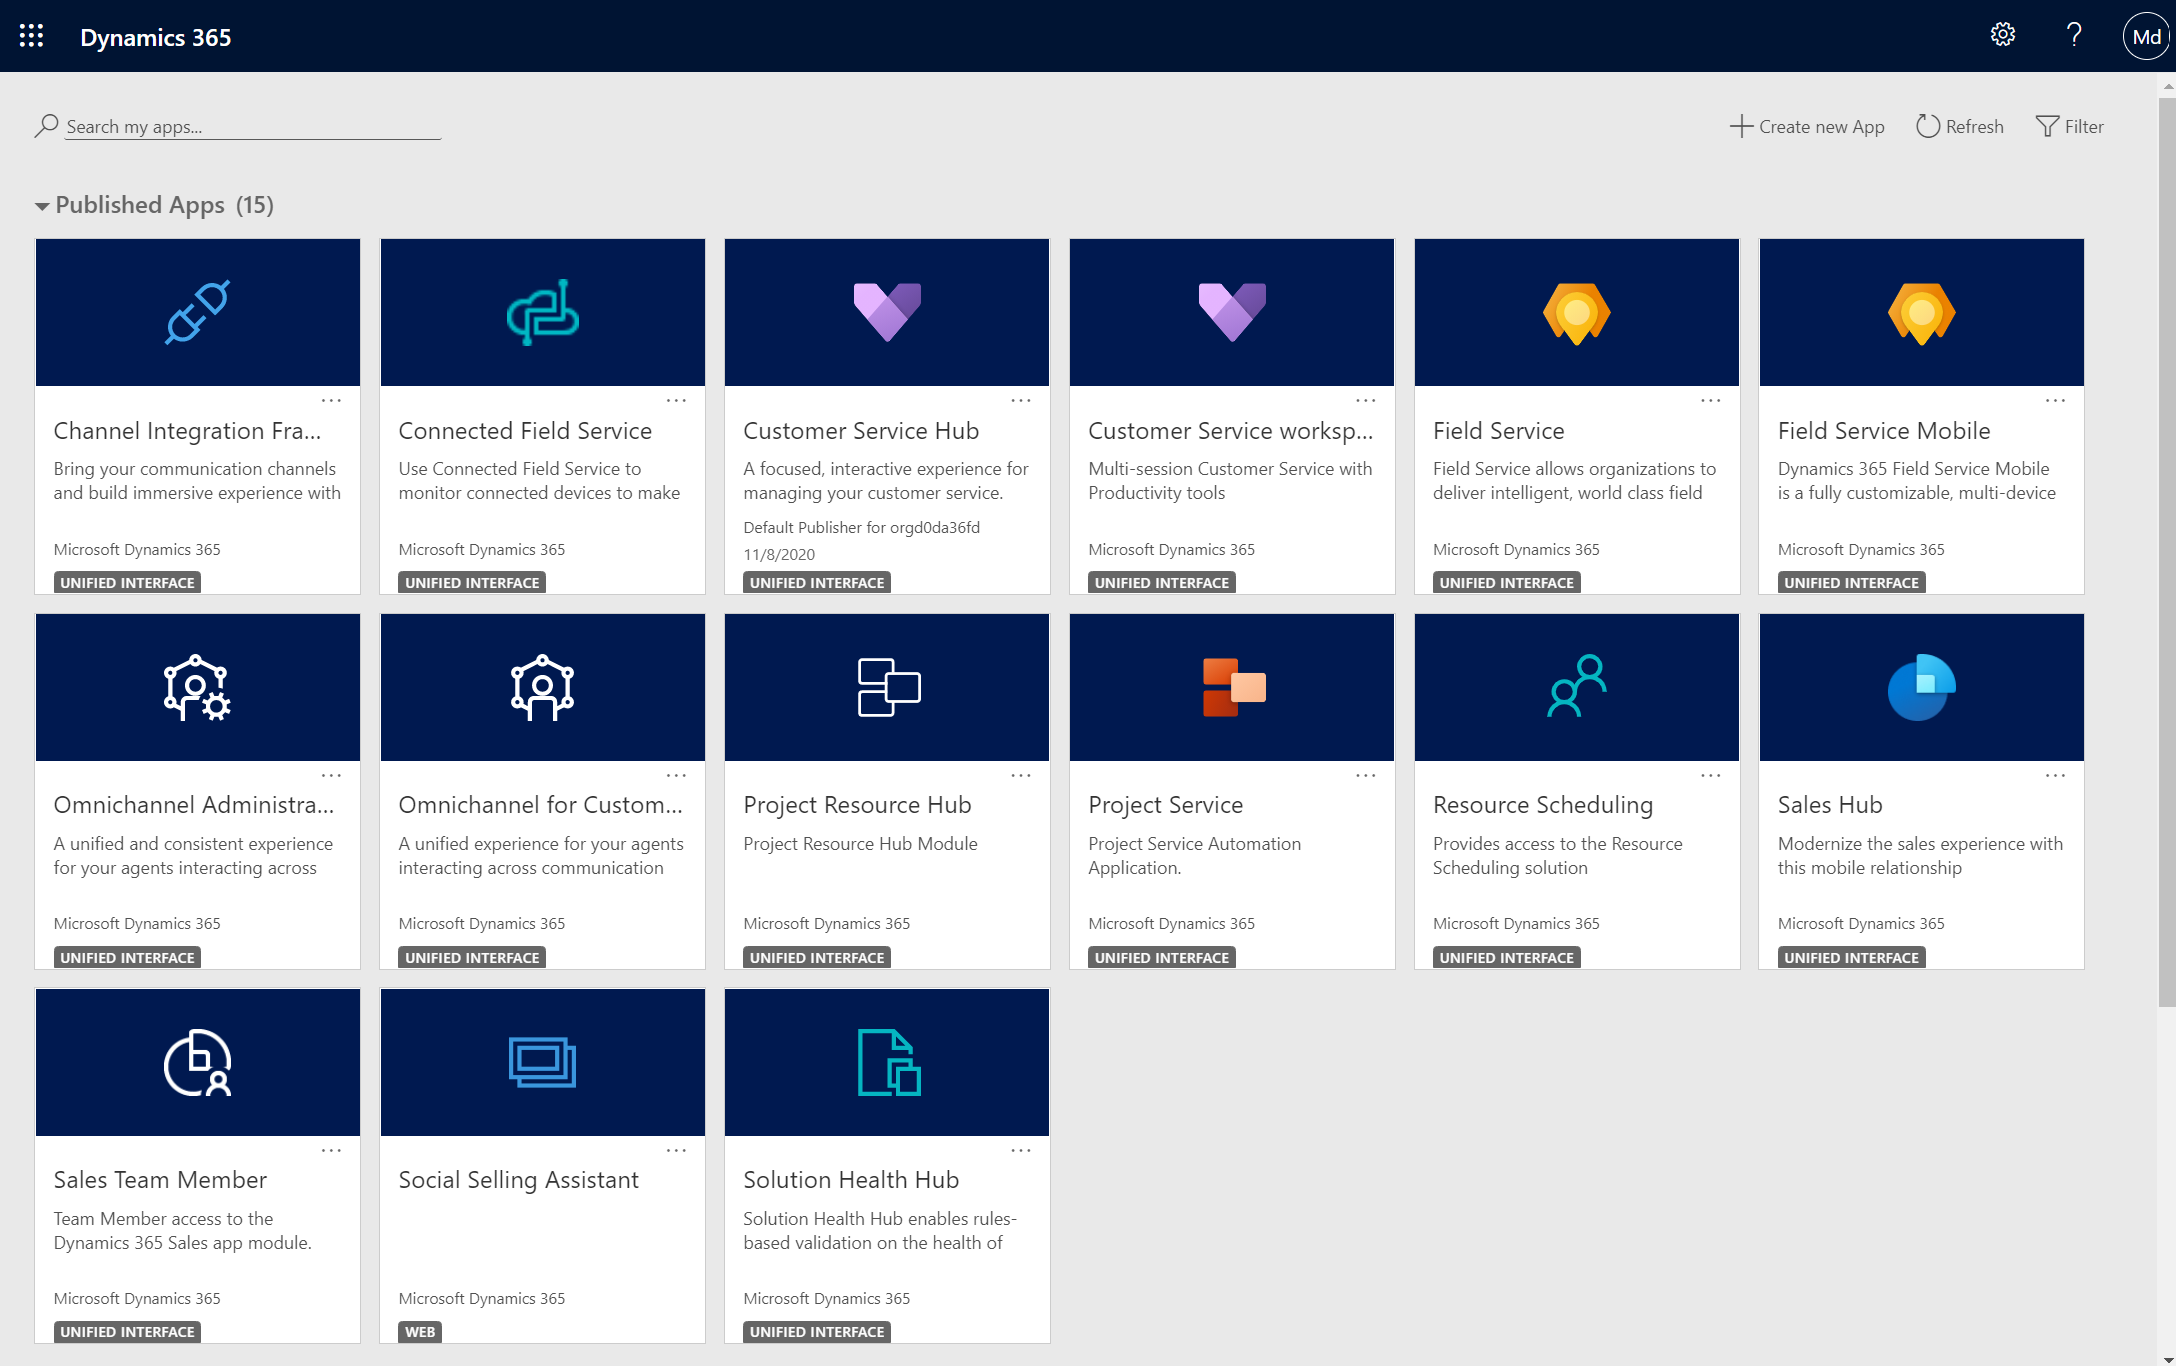 Dynamics 365
?
Md
Search my apps...
Create new App
Refresh
Filter
Published Apps (15)
...
...
...
...
...
...
Channel Integration Fra...
Connected Field Service
Customer Service Hub
Customer Service worksp...
Field Service
Field Service Mobile
Bring your communication channels
and build immersive experience with
Use Connected Field Service to
monitor connected devices to make
A focused, interactive experience for
managing your customer service.
Multi-session Customer Service with
Productivity tools
Field Service allows organizations to
deliver intelligent, world class field
Dynamics 365 Field Service Mobile
is a fully customizable, multi-device
Microsoft Dynamics 365
Microsoft Dynamics 365
Default Publisher for orgd0da36fd
11/8/2020
Microsoft Dynamics 365
Microsoft Dynamics 365
Microsoft Dynamics 365
UNIFIED INTERFACE
UNIFIED INTERFACE
UNIFIED INTERFACE
UNIFIED INTERFACE
UNIFIED INTERFACE
UNIFIED INTERFACE
...
...
...
...
...
...
Omnichannel Administra...
Omnichannel for Custom...
Project Resource Hub
Project Service
Resource Scheduling
Sales Hub
A unified and consistent experience
for your agents interacting across
A unified experience for your agents
interacting across communication
Project Resource Hub Module
Project Service Automation
Application.
Provides access to the Resource
Scheduling solution
Modernize the sales experience with
this mobile relationship
Microsoft Dynamics 365
Microsoft Dynamics 365
Microsoft Dynamics 365
Microsoft Dynamics 365
Microsoft Dynamics 365
Microsoft Dynamics 365
UNIFIED INTERFACE
UNIFIED INTERFACE
UNIFIED INTERFACE
UNIFIED INTERFACE
UNIFIED INTERFACE
UNIFIED INTERFACE
...
...
...
Sales Team Member
Social Selling Assistant
Solution Health Hub
Team Member access to the
Dynamics 365 Sales app module.
Solution Health Hub enables rules-
based validation on the health of
Microsoft Dynamics 365
Microsoft Dynamics 365
Microsoft Dynamics 365
UNIFIED INTERFACE
WEB
UNIFIED INTERFACE